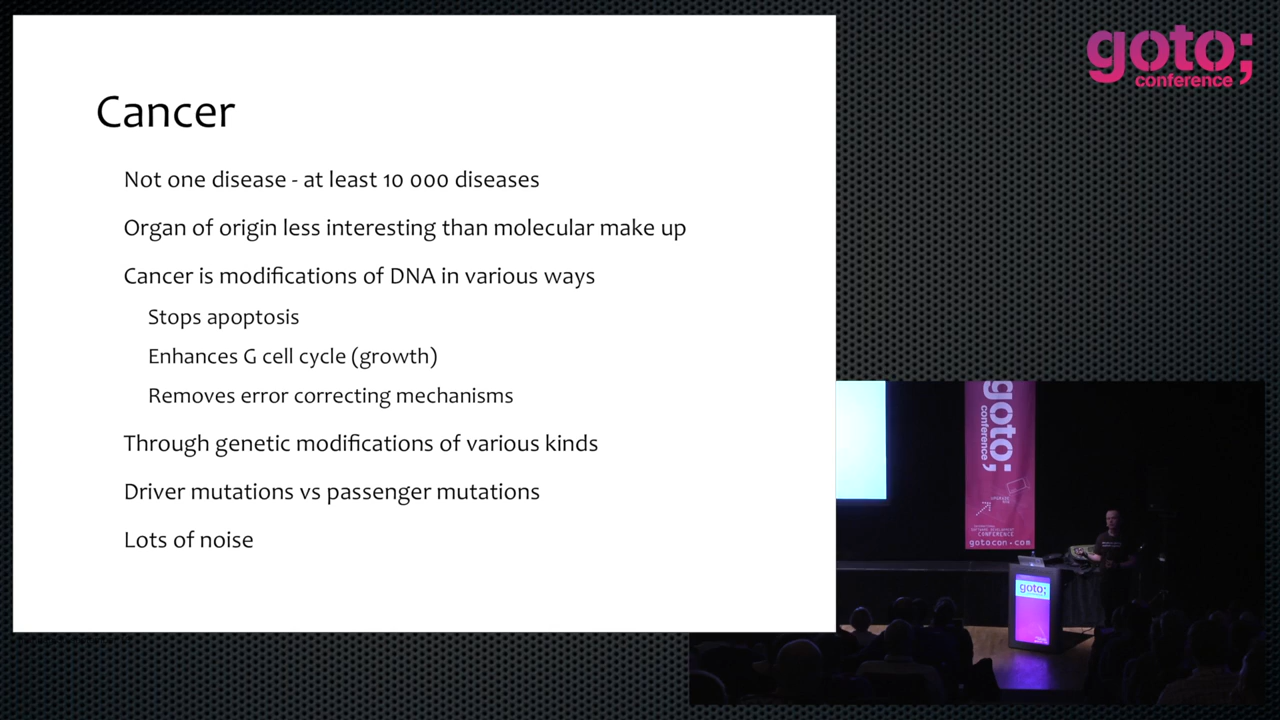 goto;
conference
Cancer
Not one disease - at least 10 000 diseases
Organ of origin less interesting than molecular make up
Cancer is modifications of DNA in various ways
Stops apoptosis
Enhances G cell cycle (growth)
Removes error correcting mechanisms
Through genetic modifications of various kinds
Driver mutations vs passenger mutations
Lots of noise
goto;
conference
SOFTWARE DEVELOPMENT
CONFERENCE
gotocon.com
goto;